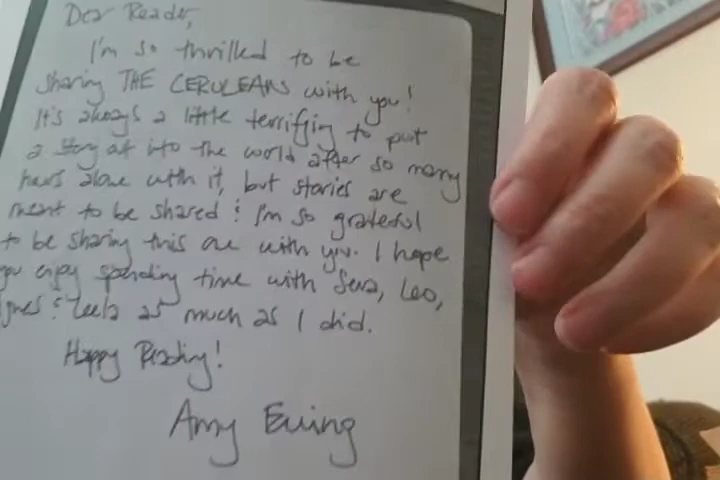 Dear Reader,
I'm so thrilled to be
sharing THE CERULEANS with you!
It's always a little terrifying to put
a story out into the world after so many
hours alone with it, but stories are
meant to be shared & I'm so grateful
to be sharing this one with you. I hope
you enjoy spending time with Sera, Leo,
Agnes & Leela as much as I did.
Happy Reading!
Amy Ewing